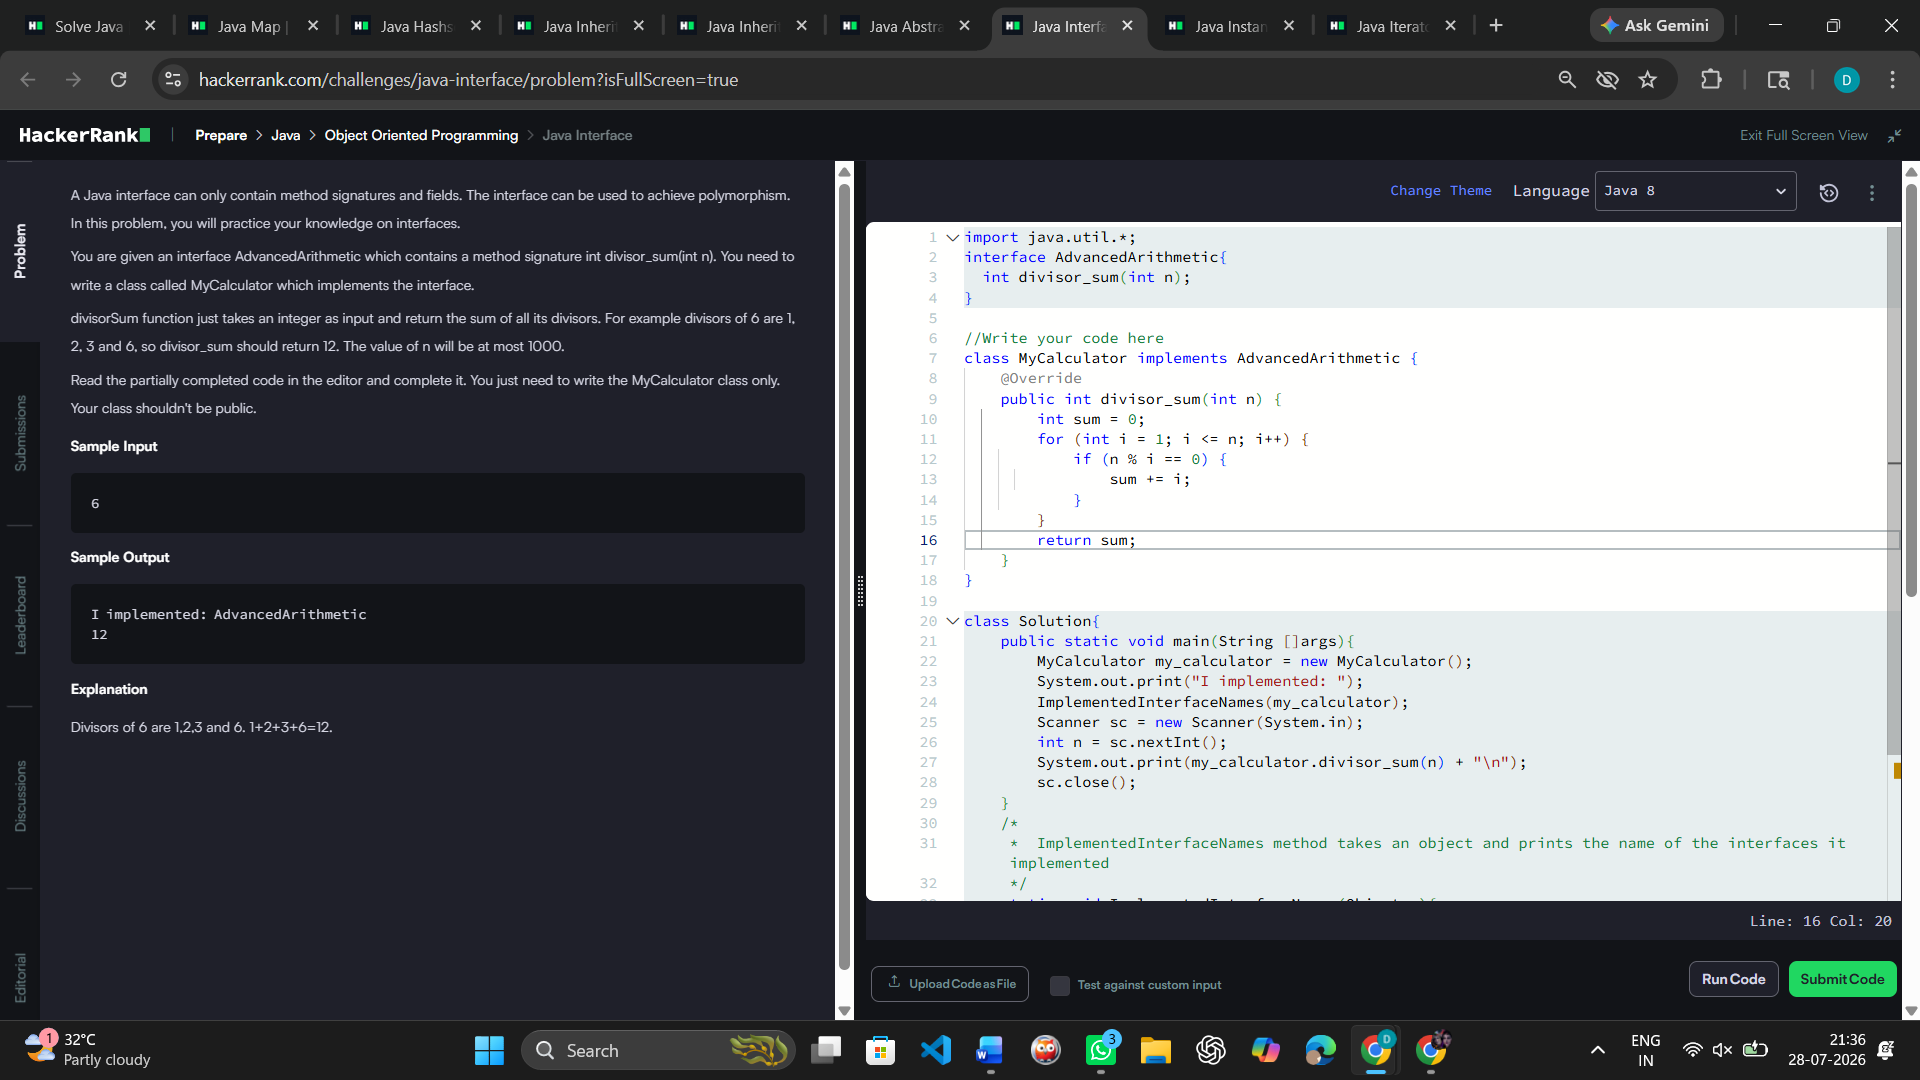 Solve Java
Java Map |
Java Hashs
Java Inheri
Java Inheri
Java Abstra
Java Interfa
Java Instan
Java Iterato
Ask Gemini
hackerrank.com/challenges/java-interface/problem?isFullScreen=true
D
HackerRank
Prepare > Java > Object Oriented Programming > Java Interface
Exit Full Screen View
Problem
Submissions
Leaderboard
Discussions
Editorial
A Java interface can only contain method signatures and fields. The interface can be used to achieve polymorphism.
In this problem, you will practice your knowledge on interfaces.
You are given an interface AdvancedArithmetic which contains a method signature int divisor_sum(int n). You need to
write a class called MyCalculator which implements the interface.
divisorSum function just takes an integer as input and return the sum of all its divisors. For example divisors of 6 are 1,
2, 3 and 6, so divisor_sum should return 12. The value of n will be at most 1000.
Read the partially completed code in the editor and complete it. You just need to write the MyCalculator class only.
Your class shouldn't be public.
Sample Input
6
Sample Output
I implemented: AdvancedArithmetic
12
Explanation
Divisors of 6 are 1,2,3 and 6. 1+2+3+6=12.
Change Theme
Language
Java 8
1 import java.util.*;
2 interface AdvancedArithmetic{
3 int divisor_sum(int n);
4 }
5
6 //Write your code here
7 class MyCalculator implements AdvancedArithmetic {
8 @Override
9 public int divisor_sum(int n) {
10 int sum = 0;
11 for (int i = 1; i <= n; i++) {
12 if (n % i == 0) {
13 sum += i;
14 }
15 }
16 return sum;
17 }
18 }
19
20 class Solution{
21 public static void main(String []args){
22 MyCalculator my_calculator = new MyCalculator();
23 System.out.print("I implemented: ");
24 ImplementedInterfaceNames(my_calculator);
25 Scanner sc = new Scanner(System.in);
26 int n = sc.nextInt();
27 System.out.print(my_calculator.divisor_sum(n) + "\n");
28 sc.close();
29 }
30 /*
31 * ImplementedInterfaceNames method takes an object and prints the name of the interfaces it
implemented
32 */
Line: 16 Col: 20
Upload Code as File
Test against custom input
Run Code
Submit Code
1
32°C
Partly cloudy
Search
3
D
ENG
IN
21:36
28-07-2026